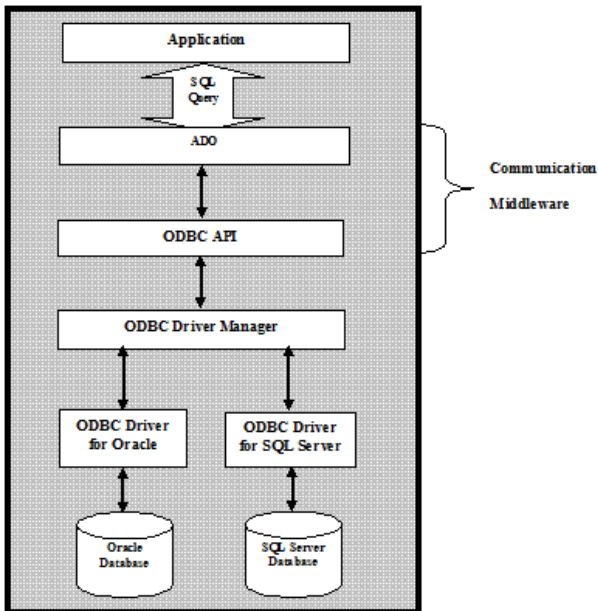 Application
SQL
Query
ADO
Communication
Middleware
ODBC API
ODBC Driver Manager
ODBC Driver
for Oracle
ODBC Driver
for SQL Server
Oracle
Database
SQL Server
Database